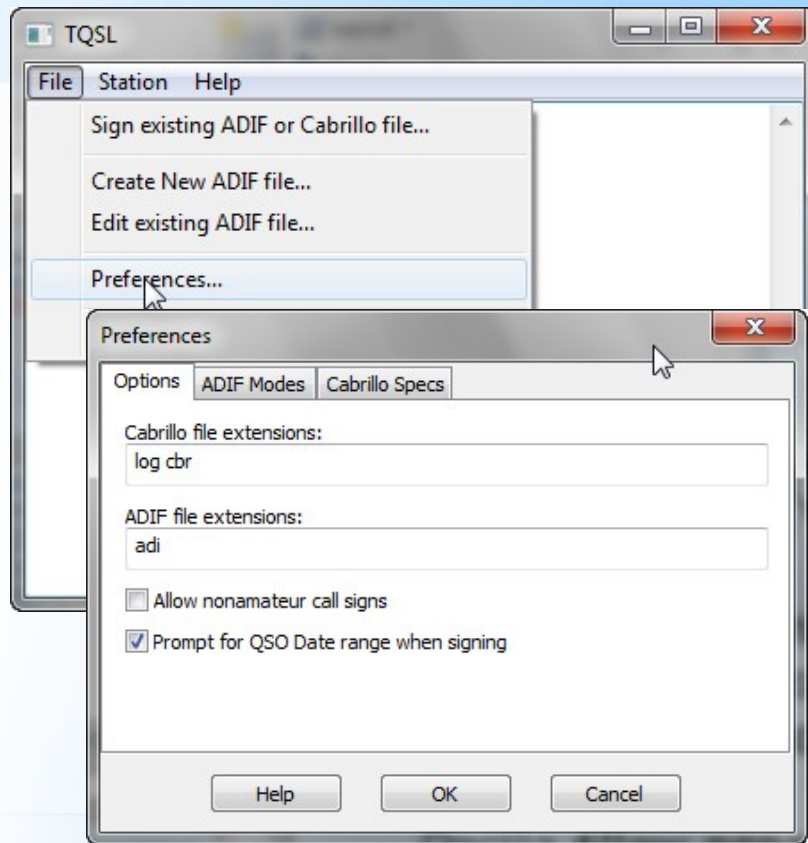 TQSL
File Station Help
Sign existing ADIF or Cabrillo file...
Create New ADIF file...
Edit existing ADIF file...
Preferences...
Preferences
Options ADIF Modes Cabrillo Specs
Cabrillo file extensions:
log cbr
ADIF file extensions:
adi
Allow nonamateur call signs
Prompt for QSO Date range when signing
Help OK Cancel